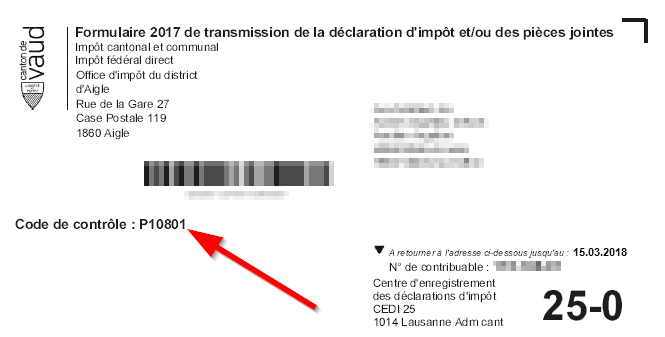 canton de
vaud
LIBERTÉ
ET
PATRIE
Formulaire 2017 de transmission de la déclaration d'impôt et/ou des pièces jointes
Impôt cantonal et communal
Impôt fédéral direct
Office d'impôt du district
d'Aigle
Rue de la Gare 27
Case Postale 119
1860 Aigle
Code de contrôle : P10801
A retourner à l'adresse ci-dessous jusqu'au : 15.03.2018
N° de contribuable :
Centre d'enregistrement
des déclarations d'impôt
CEDI 25
1014 Lausanne Adm cant
25-0